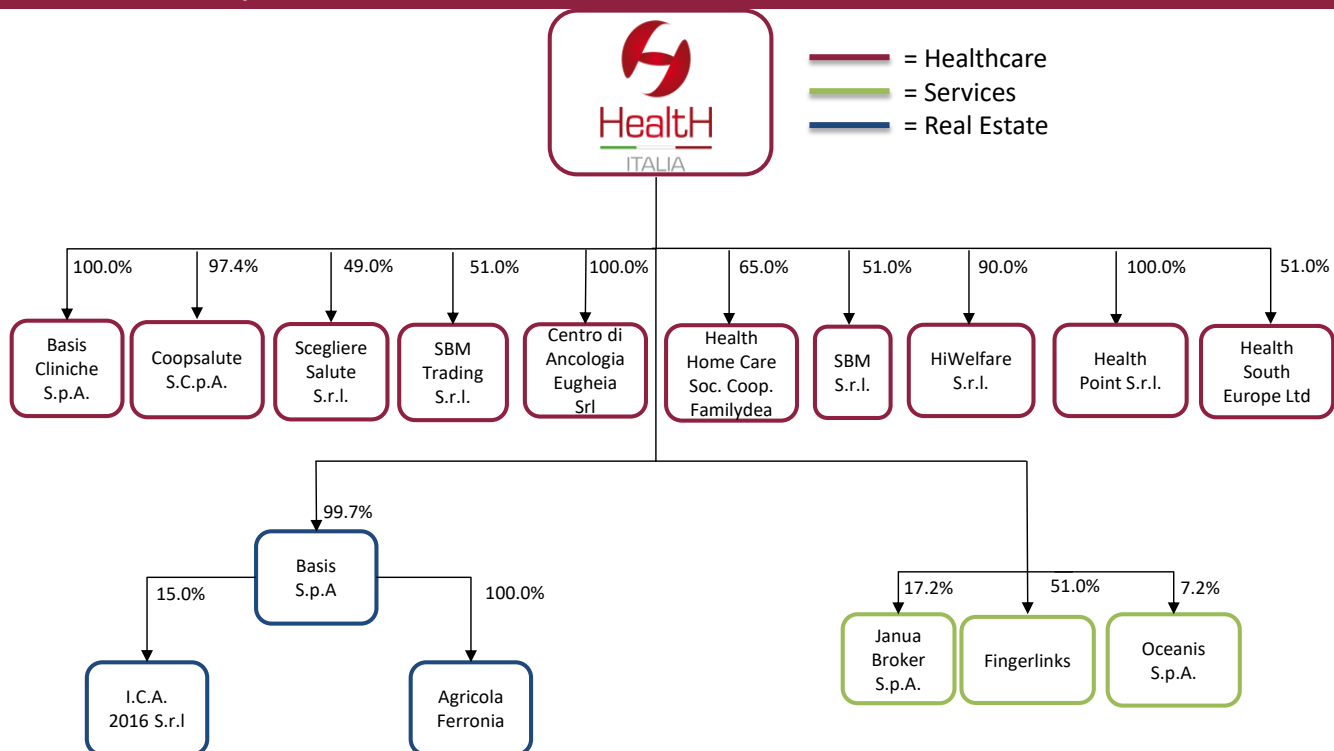 HealtH
ITALIA
= Healthcare
= Services
= Real Estate
100.0%
97.4%
49.0%
51.0%
100.0%
65.0%
51.0%
90.0%
100.0%
51.0%
Basis
Cliniche
S.p.A.
Coopsalute
S.C.p.A.
Scegliere
Salute
S.r.l.
SBM
Trading
S.r.l.
Centro di
Ancologia
Eugheia
Srl
Health
Home Care
Soc. Coop.
Familydea
SBM
S.r.l.
HiWelfare
S.r.l.
Health
Point S.r.l.
Health
South
Europe Ltd
99.7%
Basis
S.p.A
15.0%
100.0%
I.C.A.
2016 S.r.l
Agricola
Ferronia
17.2%
51.0%
7.2%
Janua
Broker
S.p.A.
Fingerlinks
Oceanis
S.p.A.